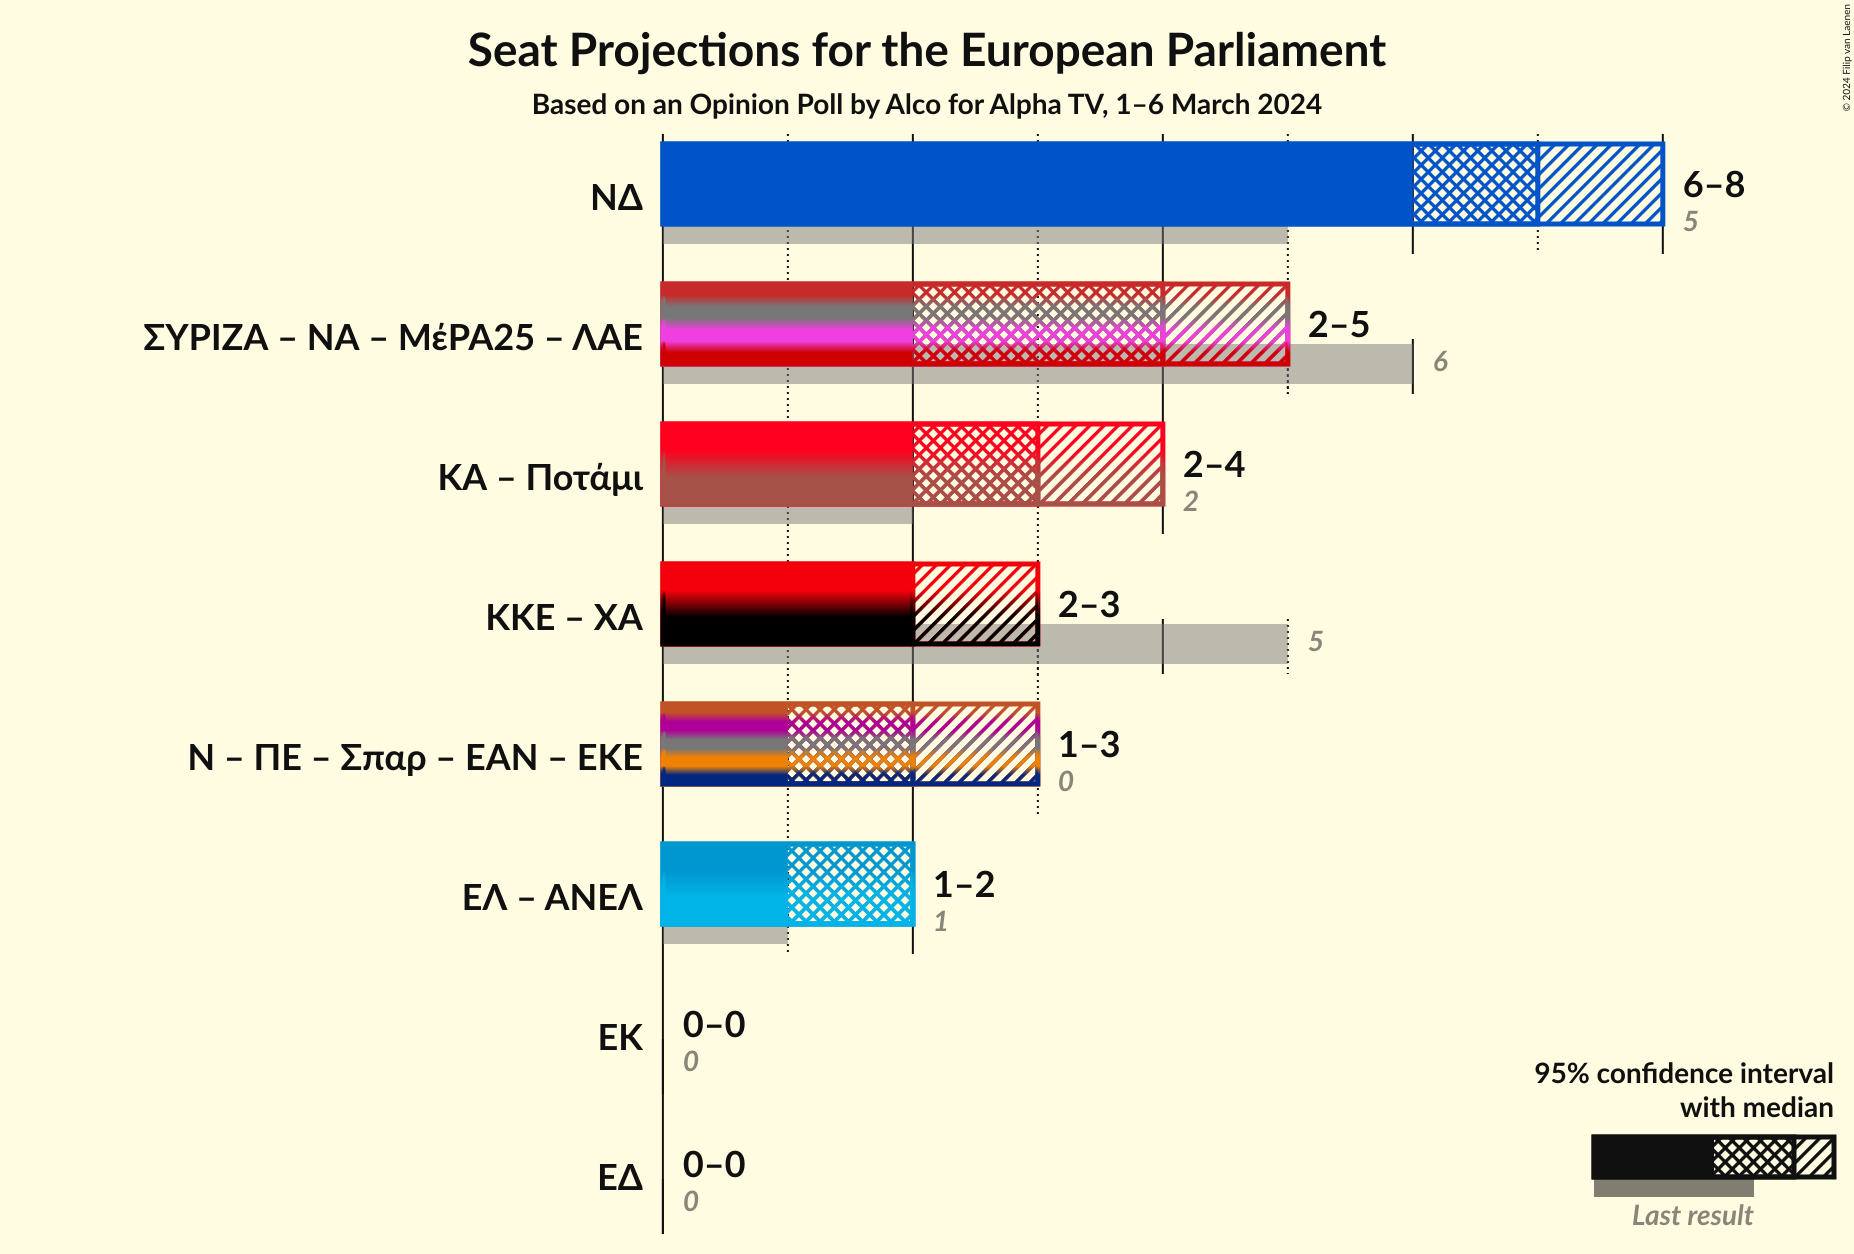 Seat Projections for the European Parliament
Based on an Opinion Poll by Alco for Alpha TV, 1–6 March 2024
© 2024 Filip van Laenen
ΝΔ
6–8
5
ΣΥΡΙΖΑ – ΝΑ – ΜέΡΑ25 – ΛΑΕ
2–5
6
ΚΑ – Ποτάμι
2–4
2
ΚΚΕ – ΧΑ
2–3
5
Ν – ΠΕ – Σπαρ – ΕΑΝ – ΕΚΕ
1–3
0
ΕΛ – ΑΝΕΛ
1–2
1
ΕΚ
0–0
0
ΕΔ
0–0
0
95% confidence interval
with median
Last result